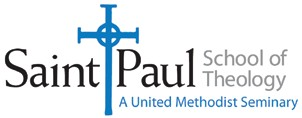 Saint Paul School of Theology
A United Methodist Seminary